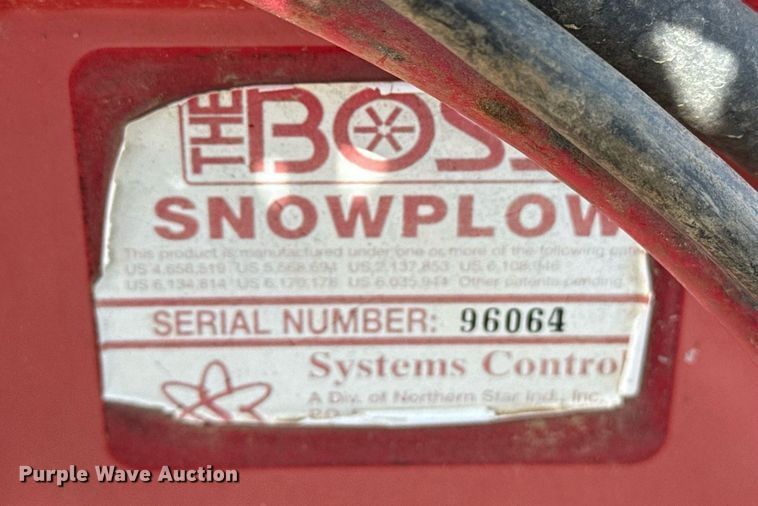 THE BOSS
SNOWPLOW
This product is manufactured under one or more of the following
US 4,658,519 US 5,568,694 US 2,137,853 US 6,108,946
US 6,134,814 US 6,170,178 US 6,035,944 Other patents pending.
SERIAL NUMBER: 96064
Systems Control
A Div. of Northern Star Ind., Inc.
Purple Wave Auction